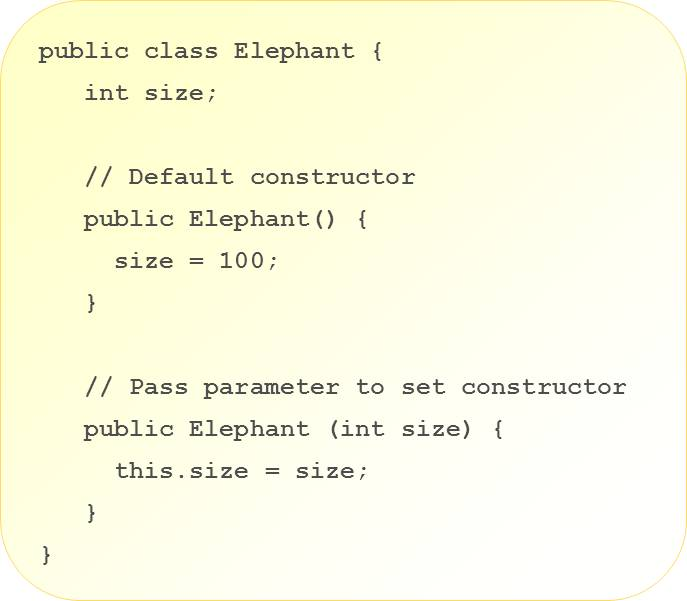 public class Elephant {
   int size;

   // Default constructor
   public Elephant() {
     size = 100;
   }

   // Pass parameter to set constructor
   public Elephant (int size) {
     this.size = size;
   }
}